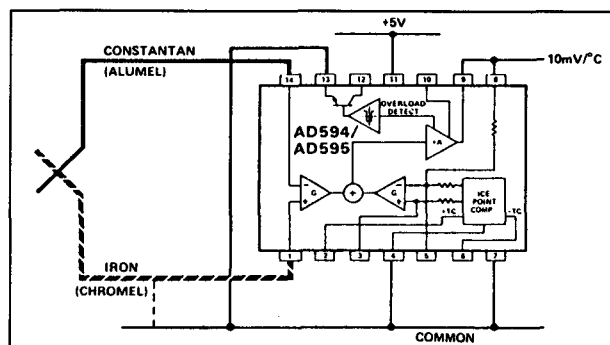 +5V
CONSTANTAN
(ALUMEL)
10mV/°C
14 13 12 11 10 9 8
OVERLOAD
DETECT
AD594/
AD595
+A
G
+
G
ICE
POINT
COMP
+TC
-TC
1 2 3 4 5 6 7
IRON
(CHROMEL)
COMMON